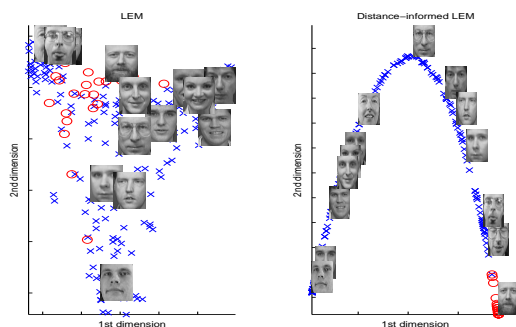 LEM
Distance−informed LEM
2nd dimension
2nd dimension
1st dimension
1st dimension